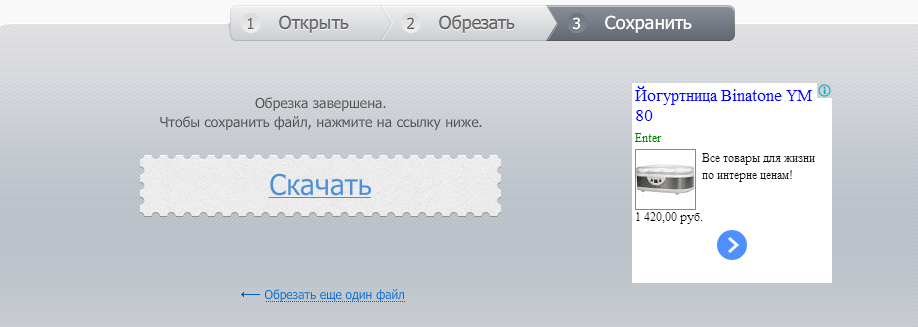 1 Открыть 2 Обрезать 3 Сохранить
Обрезка завершена.
Чтобы сохранить файл, нажмите на ссылку ниже.
Скачать
Обрезать еще один файл
Йогуртница Binatone YM
80
Enter
Все товары для жизни
по интерне ценам!
1 420,00 руб.